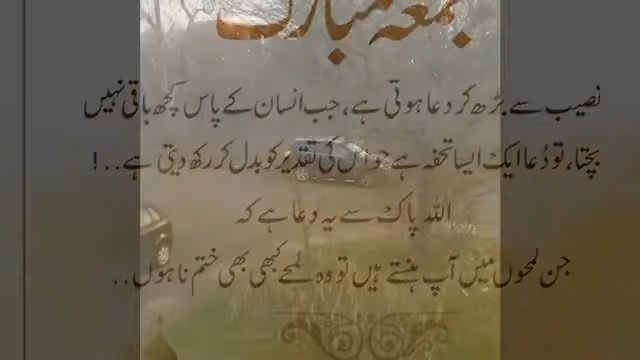 جمعہ مبارک
نصیب سے بڑھ کر دعا ہوتی ہے، جب انسان کے پاس کچھ باقی نہیں
بچتا، تو دُعا ایک ایسا تحفہ ہے جو اس کی تقدیر کو بدل کر رکھ دیتی ہے..!
اللہ پاک سے یہ دعا ہے کہ
جن لمحوں میں آپ ہنستے ہیں تو وہ لمحے کبھی بھی ختم نا ہوں..